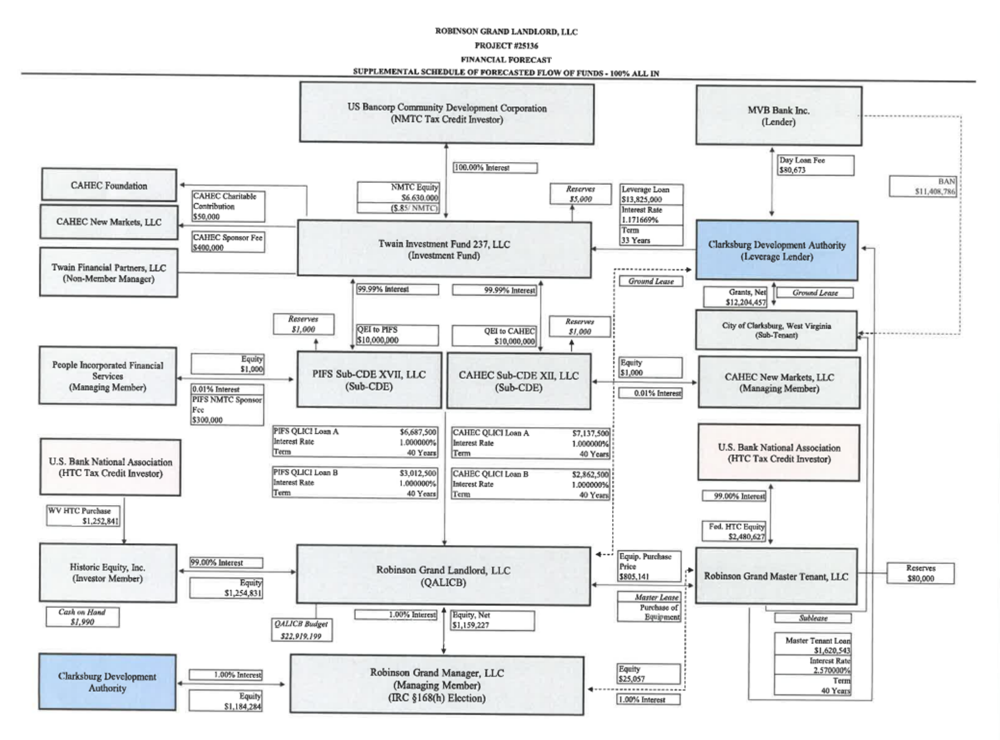 ROBINSON GRAND LANDLORD, LLC
PROJECT #25136
FINANCIAL FORECAST
SUPPLEMENTAL SCHEDULE OF FORECASTED FLOW OF FUNDS - 100% ALL IN
US Bancorp Community Development Corporation
(NMTC Tax Credit Investor)
MVB Bank Inc.
(Lender)
100.00% Interest
Day Loan Fee
$80,673
BAN
$11,408,786
CAHEC Foundation
CAHEC Charitable
Contribution
$50,000
NMTC Equity
$6.630.000
($.85/ NMTC)
Reserves
$5,000
Leverage Loan
$13,825,000
Interest Rate
1.171669%
Term
33 Years
CAHEC New Markets, LLC
CAHEC Sponsor Fee
$400,000
Twain Financial Partners, LLC
(Non-Member Manager)
Twain Investment Fund 237, LLC
(Investment Fund)
Clarksburg Development Authority
(Leverage Lender)
99.99% Interest
99.99% Interest
Ground Lease
Grants, Net
$12,204,457
Ground Lease
Reserves
$1,000
QEI to PIFS
$10,000,000
QEI to CAHEC
$10,000,000
Reserves
$1,000
City of Clarksburg, West Virginia
(Sub-Tenant)
People Incorporated Financial
Services
(Managing Member)
Equity
$1,000
0.01% Interest
PIFS NMTC Sponsor
Fee
$300,000
PIFS Sub-CDE XVII, LLC
(Sub-CDE)
CAHEC Sub-CDE XII, LLC
(Sub-CDE)
Equity
$1,000
0.01% Interest
CAHEC New Markets, LLC
(Managing Member)
PIFS QLICI Loan A $6,687,500
Interest Rate 1.000000%
Term 40 Years
CAHEC QLICI Loan A $7,137,500
Interest Rate 1.000000%
Term 40 Years
PIFS QLICI Loan B $3,012,500
Interest Rate 1.000000%
Term 40 Years
CAHEC QLICI Loan B $2,862,500
Interest Rate 1.000000%
Term 40 Years
U.S. Bank National Association
(HTC Tax Credit Investor)
U.S. Bank National Association
(HTC Tax Credit Investor)
WV HTC Purchase
$1,252,841
99.00% Interest
Fed. HTC Equity
$2,480,627
Historic Equity, Inc.
(Investor Member)
99.00% Interest
Equity
$1,254,831
Robinson Grand Landlord, LLC
(QALICB)
Equip. Purchase
Price
$805,141
Master Lease
Purchase of
Equipment
Robinson Grand Master Tenant, LLC
Reserves
$80,000
Cash on Hand
$1,990
QALICB Budget
$22,919,199
1.00% Interest
Equity, Net
$1,159,227
Sublease
Master Tenant Loan
$1,620,543
Interest Rate
2.570000%
Term
40 Years
Clarksburg Development
Authority
1.00% Interest
Equity
$1,184,284
Robinson Grand Manager, LLC
(Managing Member)
(IRC §168(h) Election)
Equity
$25,057
1.00% Interest